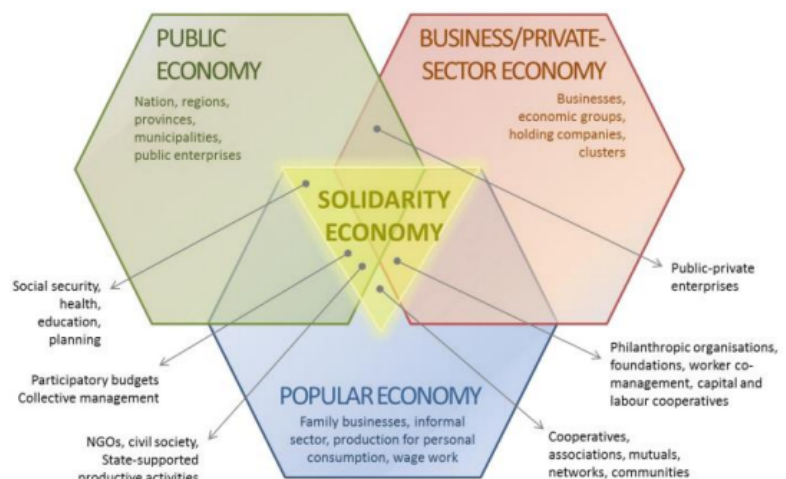 PUBLIC
ECONOMY
Nation, regions,
provinces,
municipalities,
public enterprises
BUSINESS/PRIVATE-
SECTOR ECONOMY
Businesses,
economic groups,
holding companies,
clusters
SOLIDARITY
ECONOMY
Social security,
health,
education,
planning
Public-private
enterprises
Participatory budgets
Collective management
Philanthropic organisations,
foundations, worker co-
management, capital and
labour cooperatives
POPULAR ECONOMY
Family businesses, informal
sector, production for personal
consumption, wage work
NGOs, civil society,
State-supported
productive activities
Cooperatives,
associations, mutuals,
networks, communities